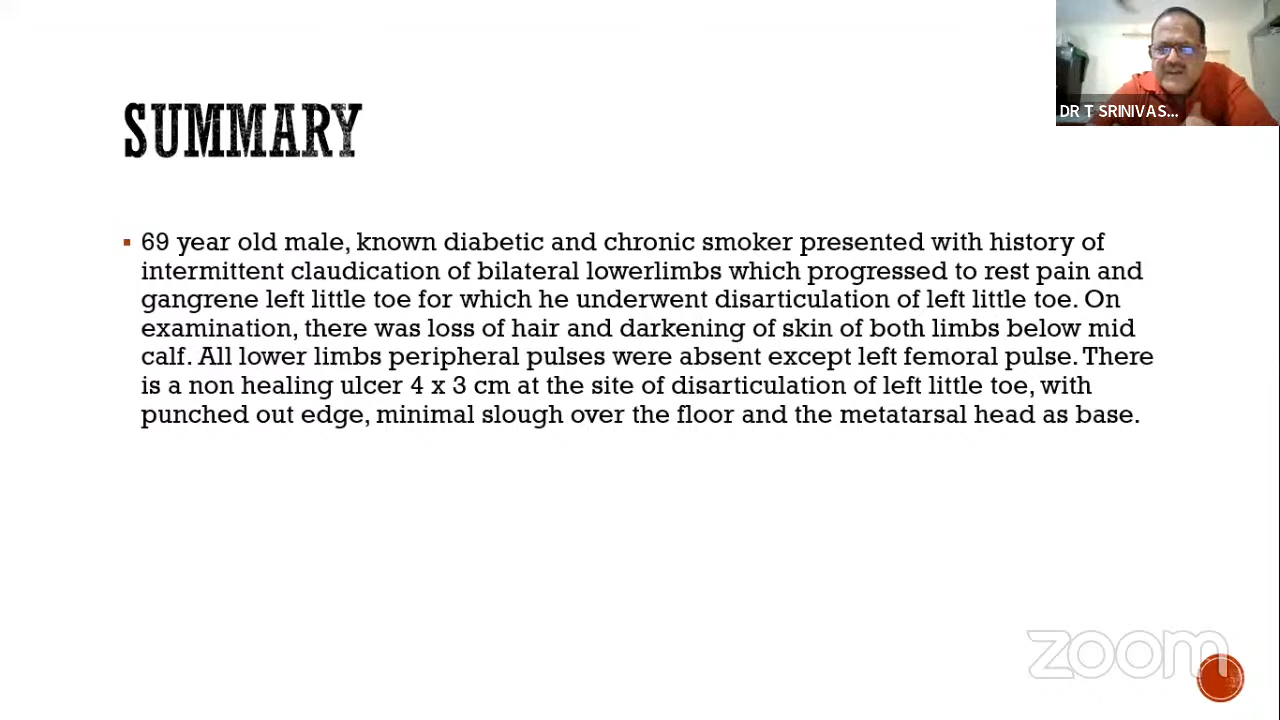 DR T SRINIVAS...
SUMMARY
69 year old male, known diabetic and chronic smoker presented with history of
intermittent claudication of bilateral lowerlimbs which progressed to rest pain and
gangrene left little toe for which he underwent disarticulation of left little toe. On
examination, there was loss of hair and darkening of skin of both limbs below mid
calf. All lower limbs peripheral pulses were absent except left femoral pulse. There
is a non healing ulcer 4 x 3 cm at the site of disarticulation of left little toe, with
punched out edge, minimal slough over the floor and the metatarsal head as base.
zoom